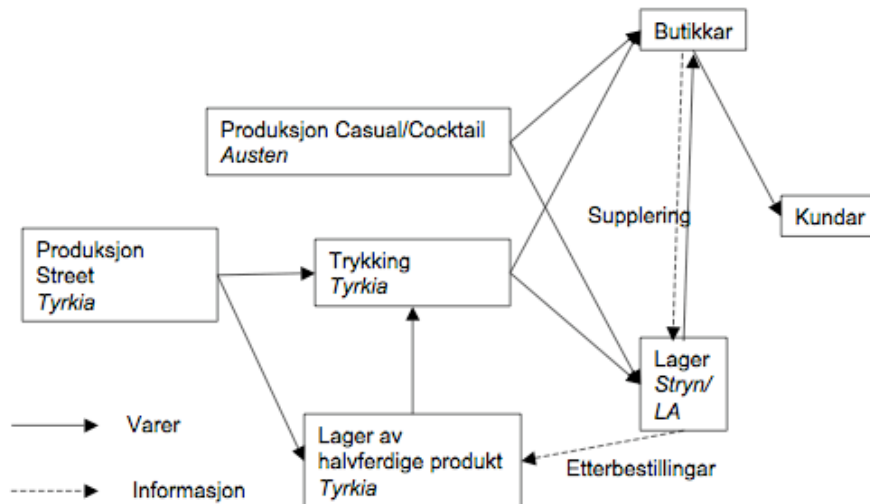 Butikkar
Produksjon Casual/Cocktail
Austen
Supplering
Kundar
Produksjon
Street
Tyrkia
Trykking
Tyrkia
Lager
Stryn/
LA
Varer
Lager av
halvferdige produkt
Tyrkia
Etterbestillingar
Informasjon